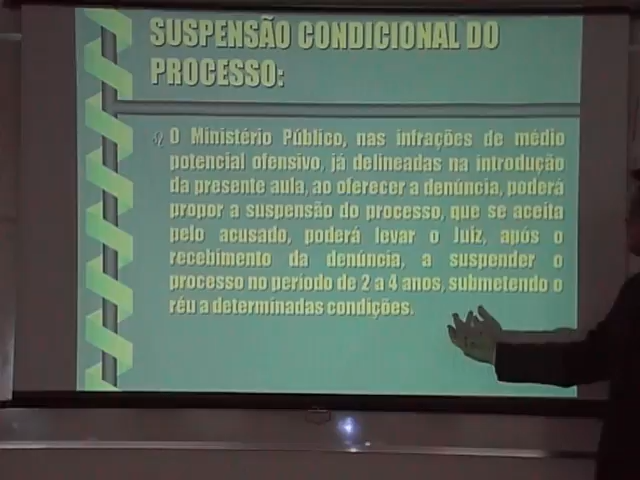 SUSPENSÃO CONDICIONAL DO
PROCESSO:
O Ministério Público, nas infrações de médio
potencial ofensivo, já delineadas na introdução
da presente aula, ao oferecer a denúncia, poderá
propor a suspensão do processo, que se aceita
pelo acusado, poderá levar o Juiz, após o
recebimento da denúncia, a suspender o
processo no período de 2 a 4 anos, submetendo o
réu a determinadas condições.